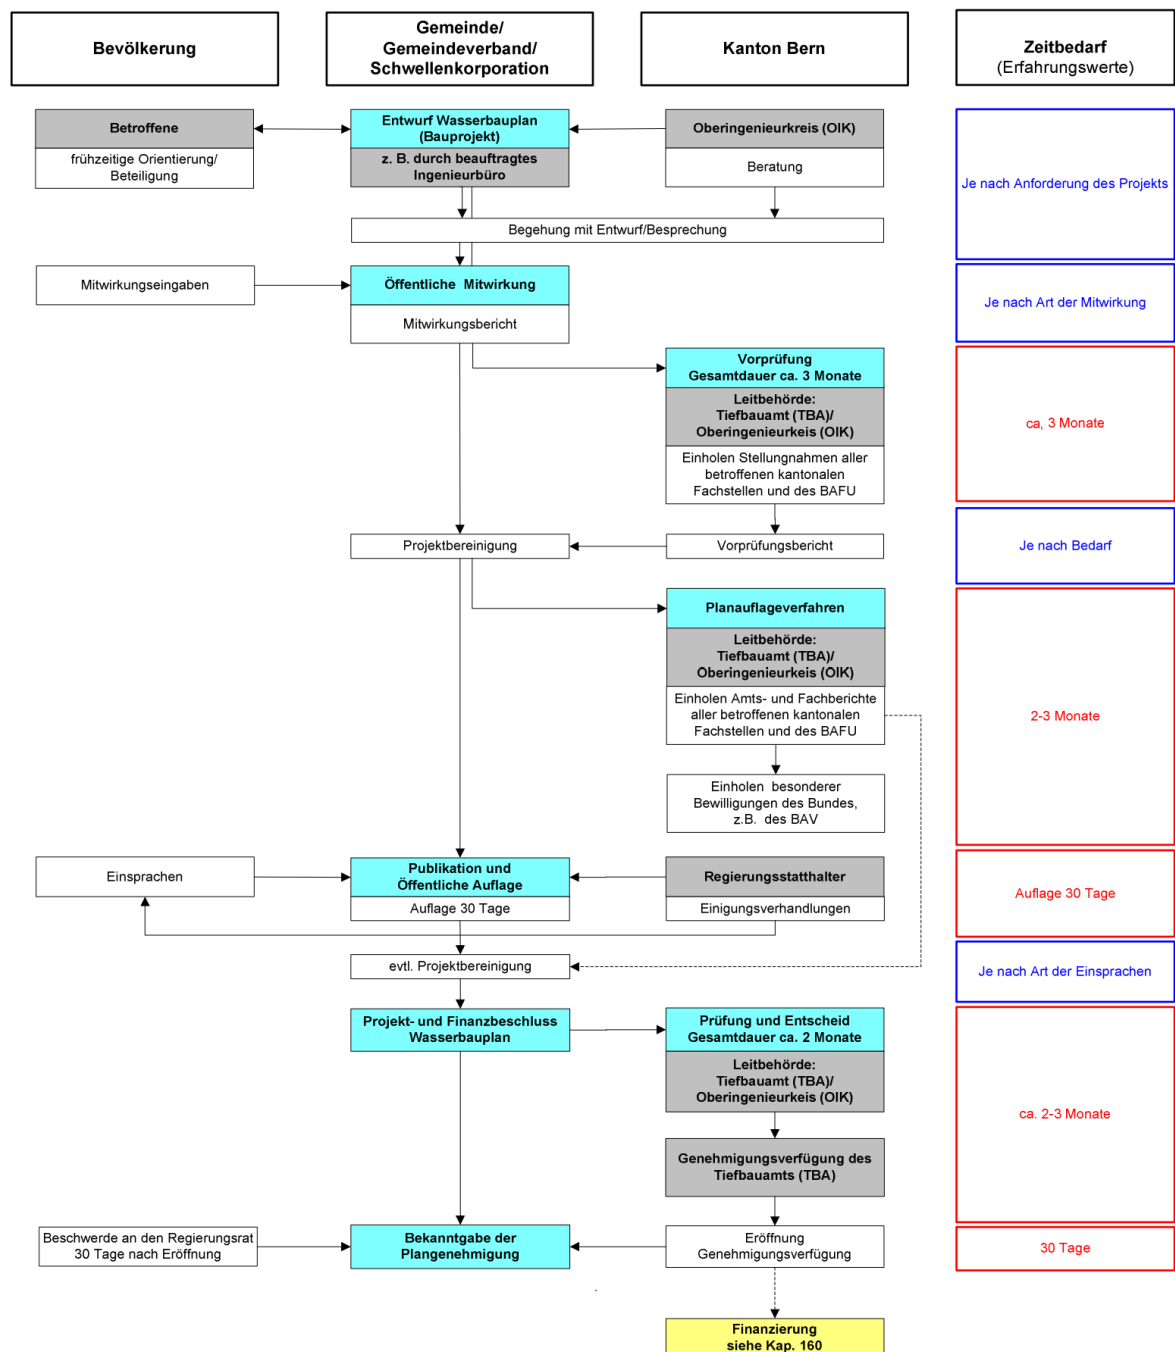 Bevölkerung
Gemeinde/
Gemeindeverband/
Schwellenkorporation
Kanton Bern
Zeitbedarf
(Erfahrungswerte)
Betroffene
frühzeitige Orientierung/
Beteiligung
Entwurf Wasserbauplan
(Bauprojekt)
z. B. durch beauftragtes
Ingenieurbüro
Oberingenieurkreis (OIK)
Beratung
Je nach Anforderung des Projekts
Begehung mit Entwurf/Besprechung
Mitwirkungseingaben
Öffentliche Mitwirkung
Mitwirkungsbericht
Je nach Art der Mitwirkung
Vorprüfung
Gesamtdauer ca. 3 Monate
Leitbehörde:
Tiefbauamt (TBA)/
Oberingenieurkeis (OIK)
Einholen Stellungnahmen aller
betroffenen kantonalen
Fachstellen und des BAFU
ca, 3 Monate
Projektbereinigung
Vorprüfungsbericht
Je nach Bedarf
Planauflageverfahren
Leitbehörde:
Tiefbauamt (TBA)/
Oberingenieurkeis (OIK)
Einholen Amts- und Fachberichte
aller betroffenen kantonalen
Fachstellen und des BAFU
Einholen besonderer
Bewilligungen des Bundes,
z.B. des BAV
2-3 Monate
Einsprachen
Publikation und
Öffentliche Auflage
Auflage 30 Tage
Regierungsstatthalter
Einigungsverhandlungen
Auflage 30 Tage
evtl. Projektbereinigung
Je nach Art der Einsprachen
Projekt- und Finanzbeschluss
Wasserbauplan
Prüfung und Entscheid
Gesamtdauer ca. 2 Monate
Leitbehörde:
Tiefbauamt (TBA)/
Oberingenieurkeis (OIK)
Genehmigungsverfügung des
Tiefbauamts (TBA)
ca. 2-3 Monate
Beschwerde an den Regierungsrat
30 Tage nach Eröffnung
Bekanntgabe der
Plangenehmigung
Eröffnung
Genehmigungsverfügung
30 Tage
Finanzierung
siehe Kap. 160